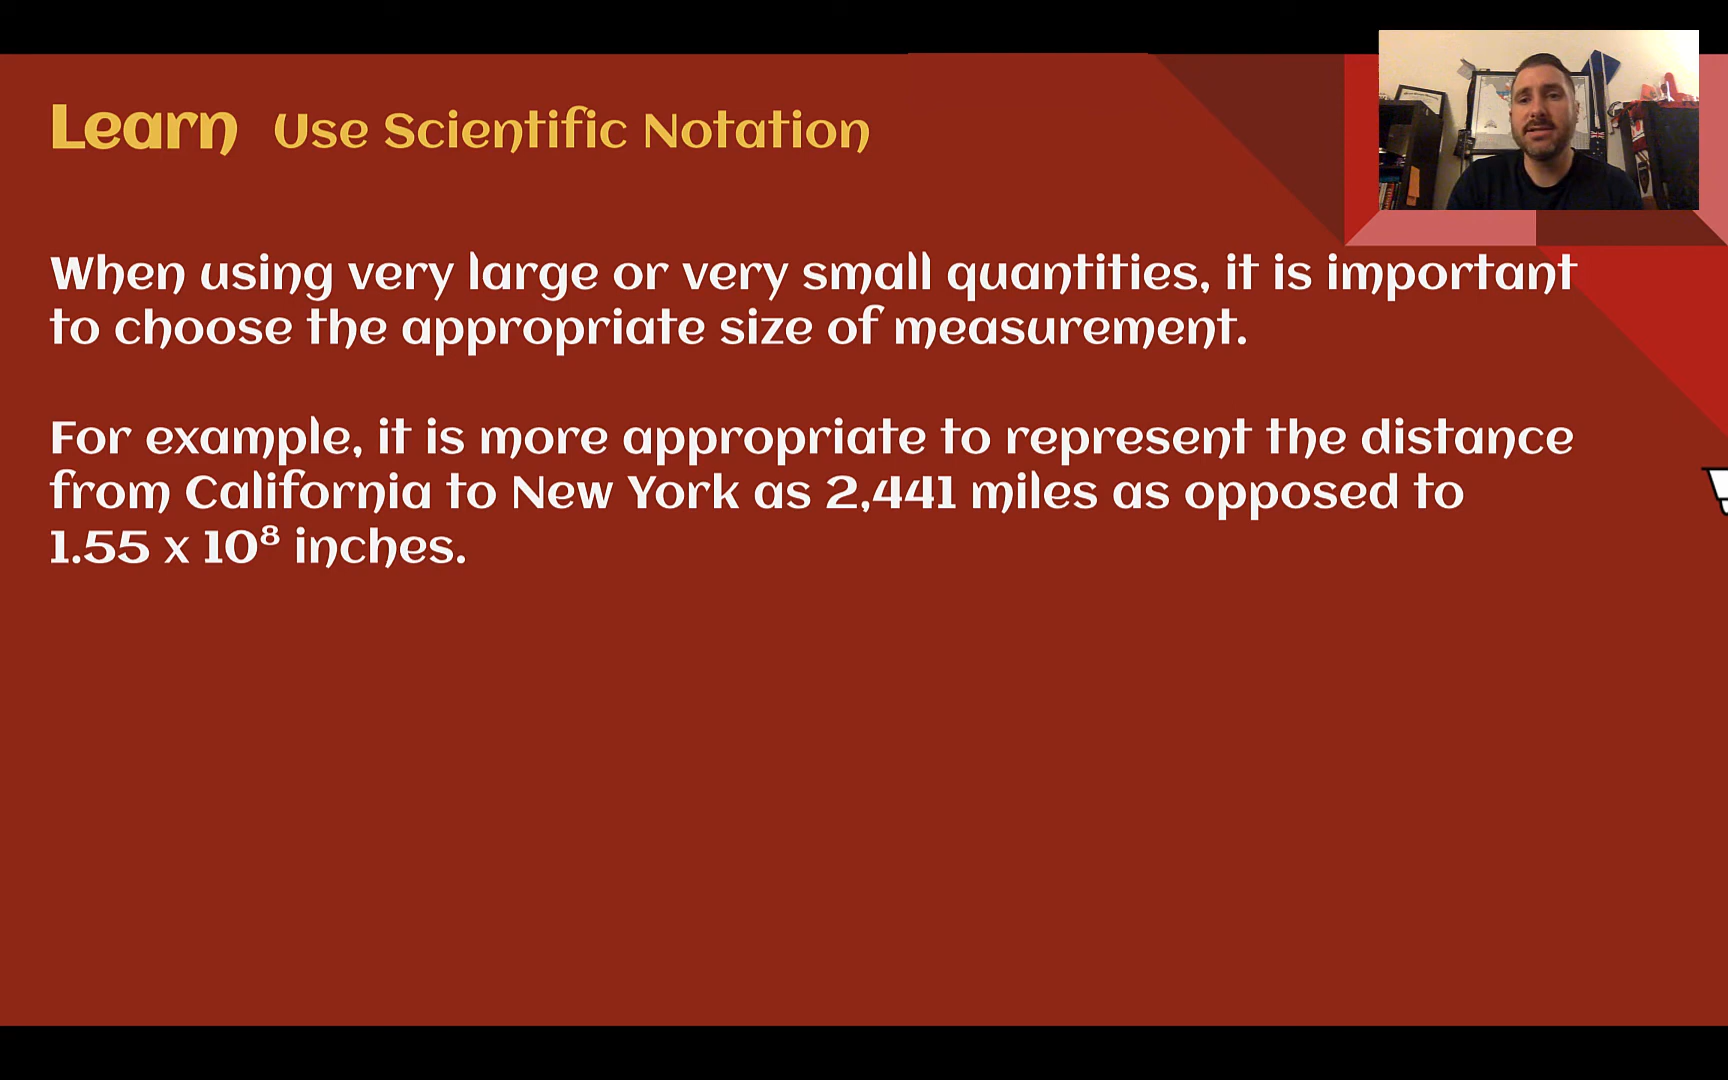 Learn Use Scientific Notation
When using very large or very small quantities, it is important
to choose the appropriate size of measurement.
For example, it is more appropriate to represent the distance
from California to New York as 2,441 miles as opposed to
1.55 x 10⁸ inches.